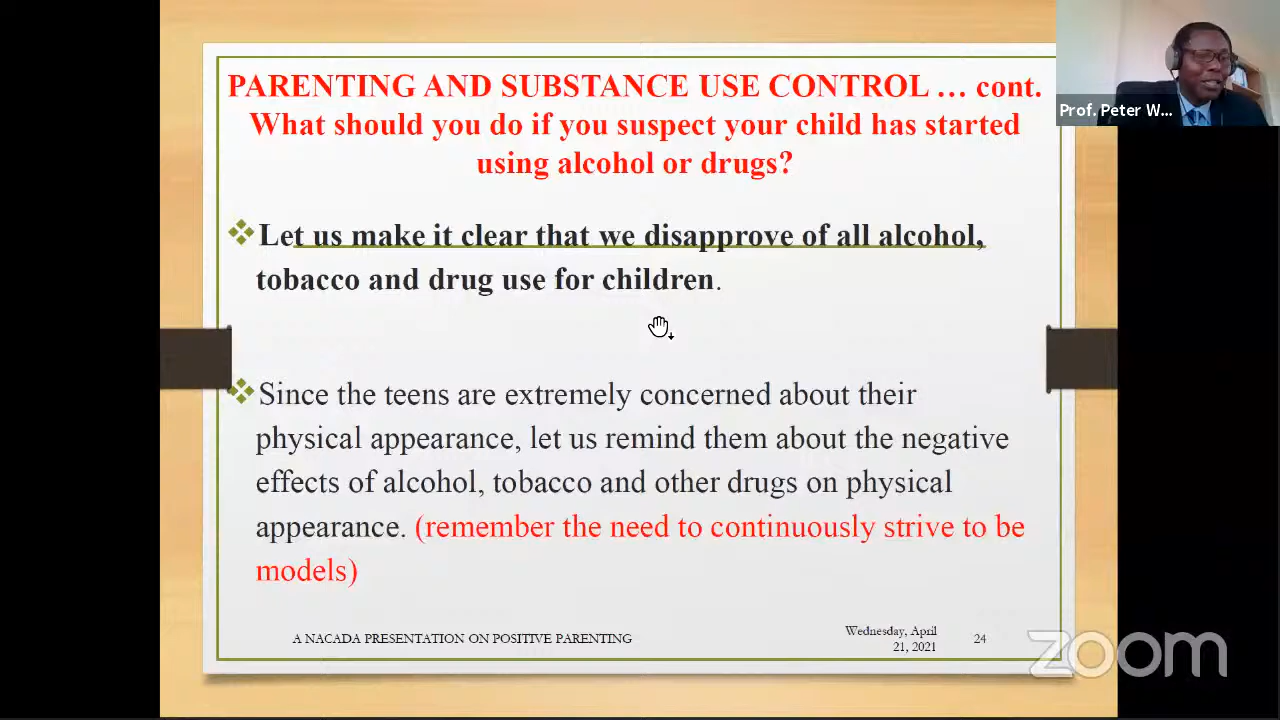 PARENTING AND SUBSTANCE USE CONTROL … cont.
What should you do if you suspect your child has started
using alcohol or drugs?
Prof. Peter W...
Let us make it clear that we disapprove of all alcohol,
tobacco and drug use for children.
Since the teens are extremely concerned about their
physical appearance, let us remind them about the negative
effects of alcohol, tobacco and other drugs on physical
appearance. (remember the need to continuously strive to be
models)
A NACADA PRESENTATION ON POSITIVE PARENTING
Wednesday, April
21, 2021
24
zoom